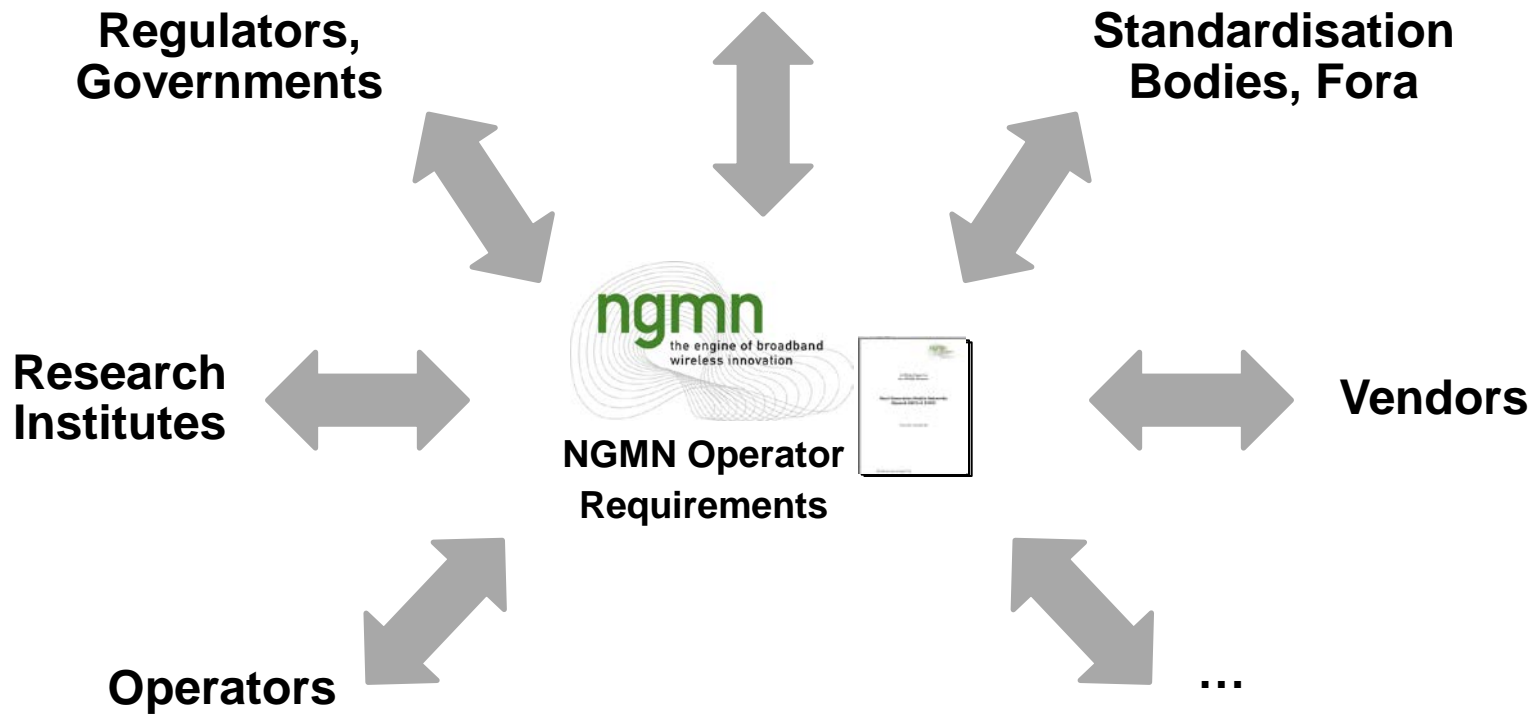 Regulators,
Governments
Standardisation
Bodies, Fora
ngmn
the engine of broadband
wireless innovation
Research
Institutes
NGMN Operator
Requirements
Vendors
Operators
...